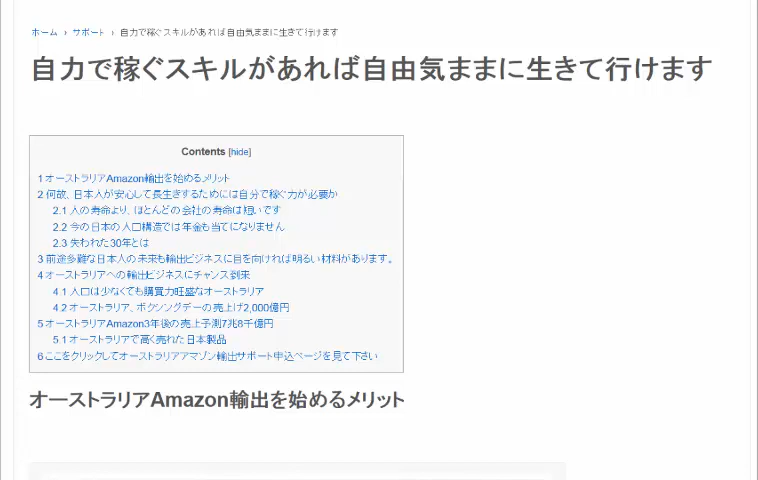 ホーム › サポート › 自力で稼ぐスキルがあれば自由気ままに生きて行けます
自力で稼ぐスキルがあれば自由気ままに生きて行けます
Contents [hide]
1 オーストラリアAmazon輸出を始めるメリット
2 何故、日本人が安心して長生きするためには自分で稼ぐ力が必要か
2.1 人の寿命より、ほとんどの会社の寿命は短いです
2.2 今の日本の人口構造では年金も当てになりません
2.3 失われた30年とは
3 前途多難な日本人の未来も輸出ビジネスに目を向ければ明るい材料があります。
4 オーストラリアへの輸出ビジネスにチャンス到来
4.1 人口は少なくても購買力旺盛なオーストラリア
4.2 オーストラリア、ボクシングデーの売上げ2,000億円
5 オーストラリアAmazon3年後の売上予測7兆8千億円
5.1 オーストラリアで高く売れた日本製品
6 ここをクリックしてオーストラリアアマゾン輸出サポート申込ページを見て下さい
オーストラリアAmazon輸出を始めるメリット